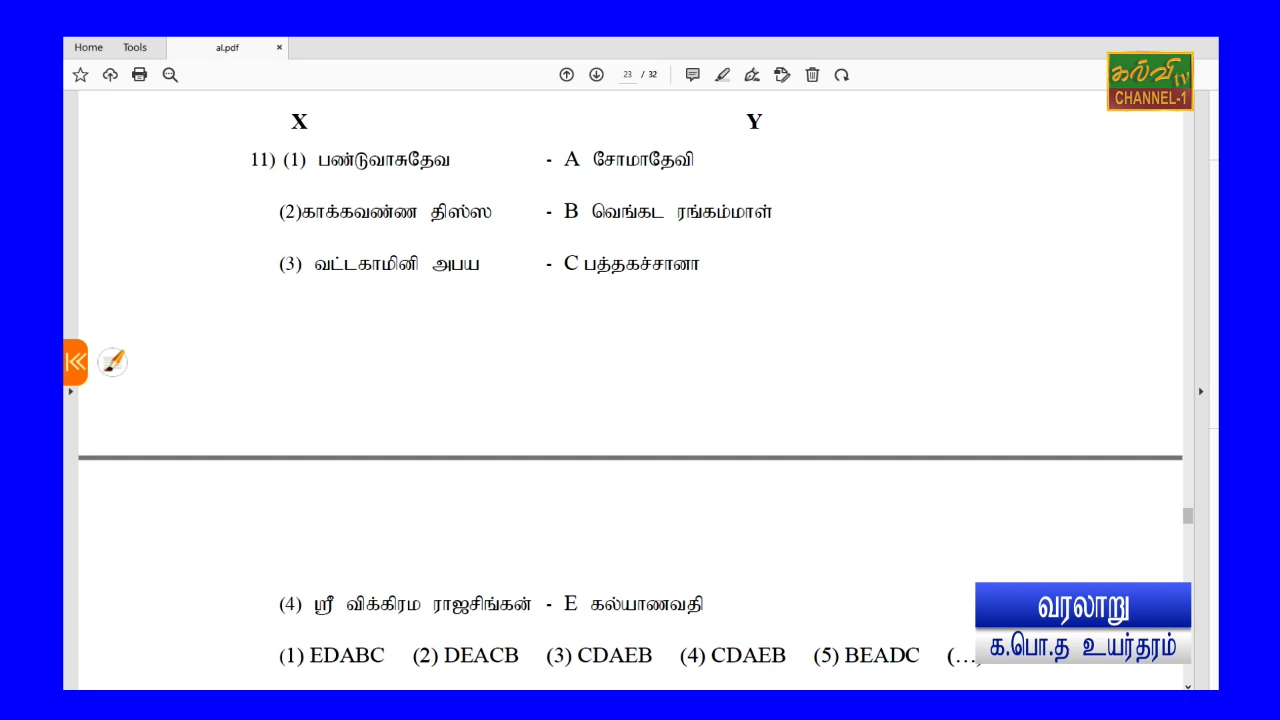 Home Tools al.pdf ×
23 / 32
கல்வி tv
CHANNEL-1
X Y
11) (1) பண்டுவாசுதேவ - A சோமாதேவி
(2)காக்கவண்ண திஸ்ஸ - B வெங்கட ரங்கம்மாள்
(3) வட்டகாமினி அபய - C பத்தகச்சானா
(4) ஸ்ரீ விக்கிரம ராஜசிங்கன் - E கல்யாணவதி
(1) EDABC (2) DEACB (3) CDAEB (4) CDAEB (5) BEADC (...
வரலாறு
க.பொ.த உயர்தரம்